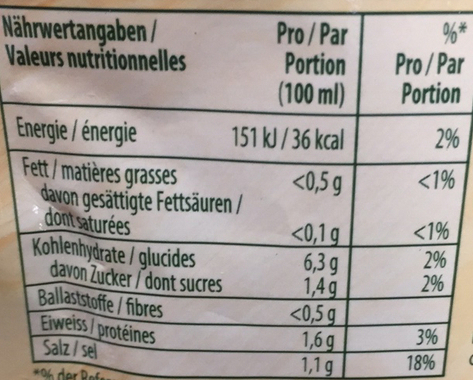 Nährwertangaben / Pro / Par %*
Valeurs nutritionnelles Portion Pro / Par
(100 ml) Portion
Energie / énergie 151 kJ / 36 kcal 2%
Fett / matières grasses <0,5 g <1%
davon gesättigte Fettsäuren /
dont saturées <0,1 g <1%
Kohlenhydrate / glucides 6,3 g 2%
davon Zucker / dont sucres 1,4 g 2%
Ballaststoffe / fibres <0,5 g
Eiweiss / protéines 1,6 g 3%
Salz / sel 1,1 g 18%
*% der